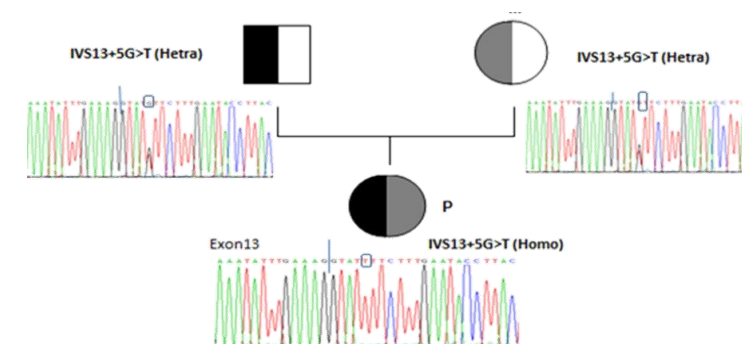 IVS13+5G>T (Hetra)
IVS13+5G>T (Hetra)
P
Exon13
IVS13+5G>T (Homo)
A A A T A T T T G A A A G G T A T T T T C T T T G A A T A C C T T A C